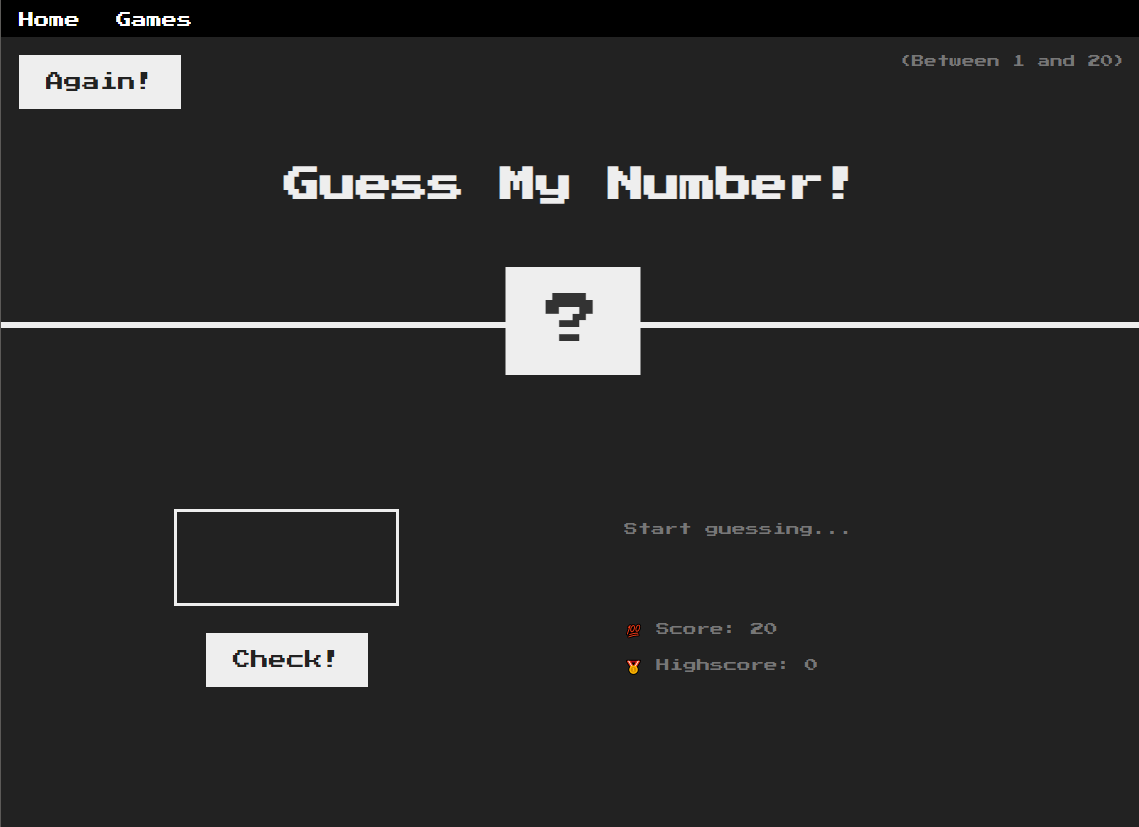 Home Games
Again!
(Between 1 and 20)
Guess My Number!
?
Start guessing...
Check!
💯 Score: 20
🥇 Highscore: 0